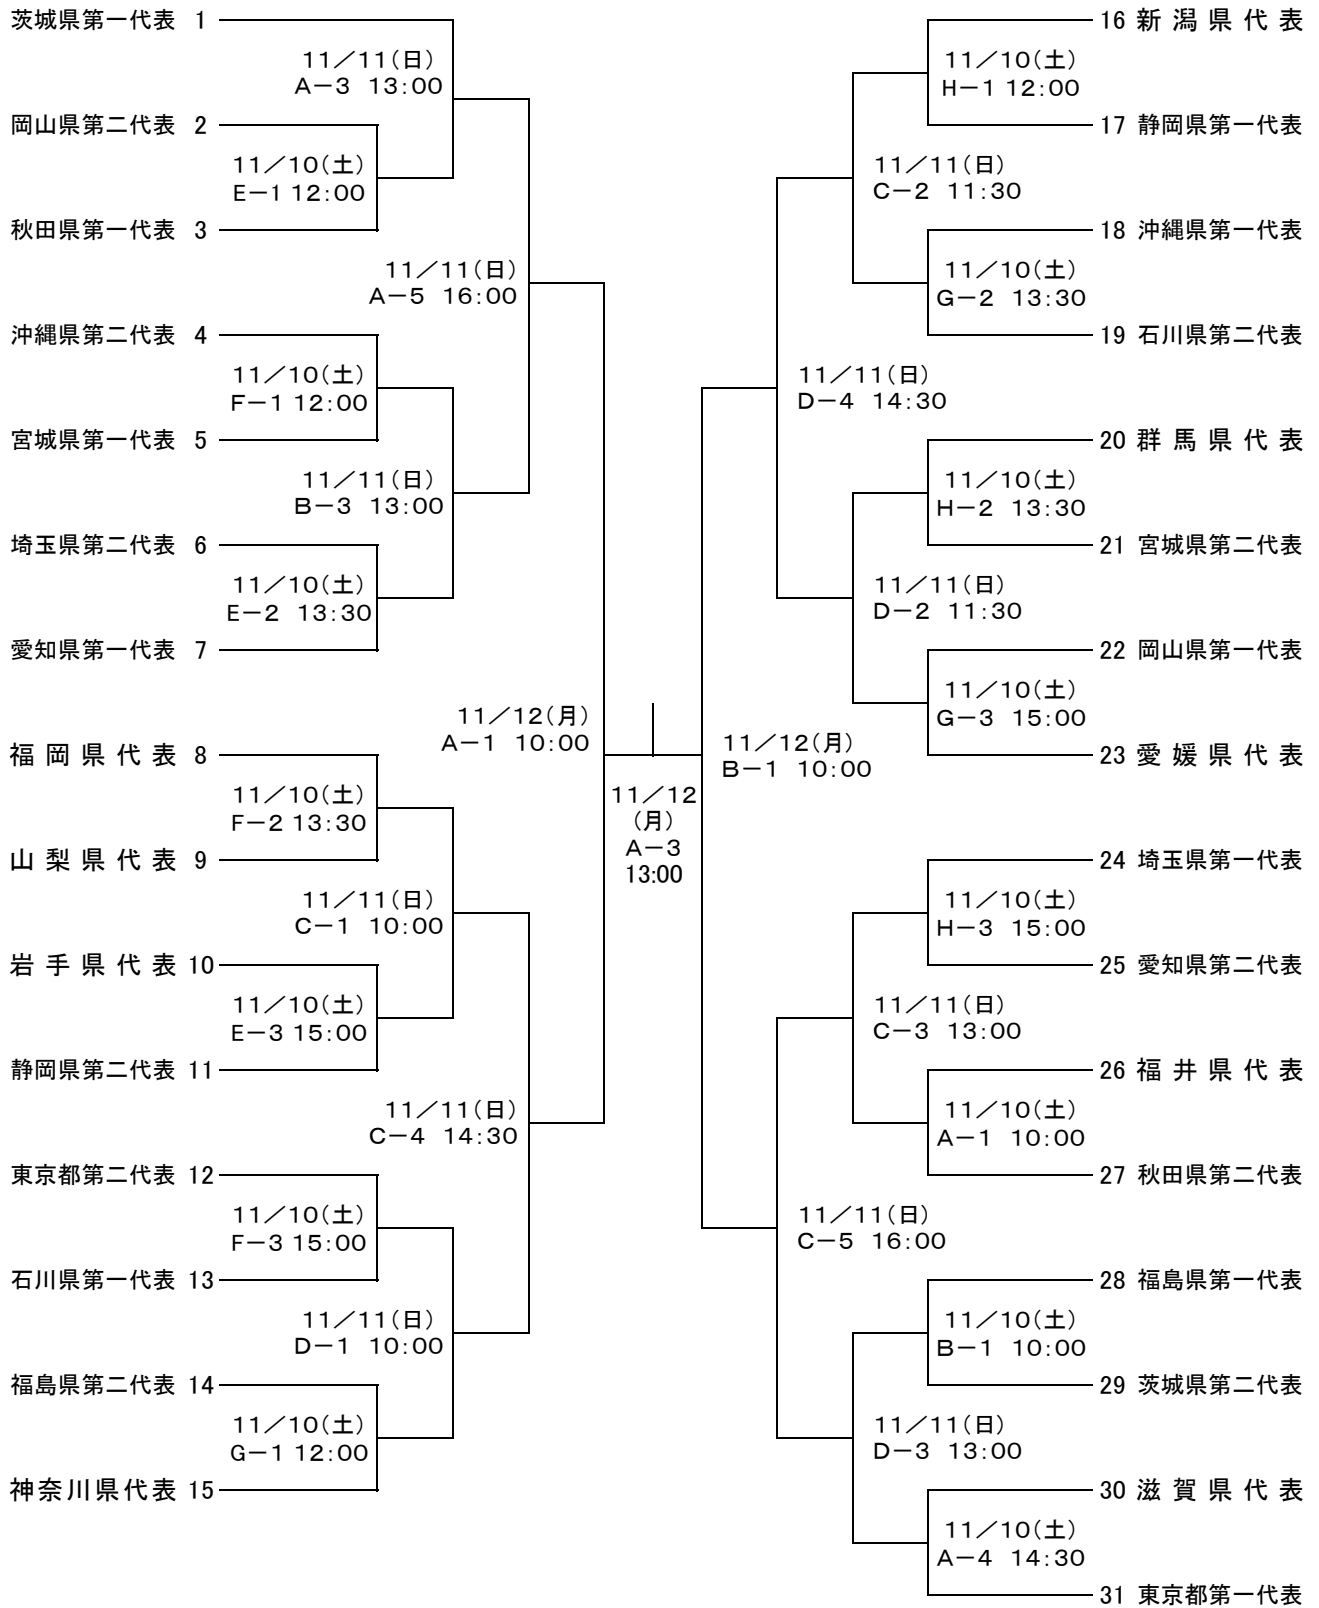 茨城県第一代表 1
11／11(日)
A－3 13:00
岡山県第二代表 2
11／10(土)
E－1 12:00
秋田県第一代表 3
11／11(日)
A－5 16:00
沖縄県第二代表 4
11／10(土)
F－1 12:00
宮城県第一代表 5
11／11(日)
B－3 13:00
埼玉県第二代表 6
11／10(土)
E－2 13:30
愛知県第一代表 7
11／12(月)
A－1 10:00
福岡県代表 8
11／10(土)
F－2 13:30
山梨県代表 9
11／11(日)
C－1 10:00
岩手県代表 10
11／10(土)
E－3 15:00
静岡県第二代表 11
11／11(日)
C－4 14:30
東京都第二代表 12
11／10(土)
F－3 15:00
石川県第一代表 13
11／11(日)
D－1 10:00
福島県第二代表 14
11／10(土)
G－1 12:00
神奈川県代表 15
11／12
(月)
A－3
13:00
16 新潟県代表
11／10(土)
H－1 12:00
17 静岡県第一代表
11／11(日)
C－2 11:30
18 沖縄県第一代表
11／10(土)
G－2 13:30
19 石川県第二代表
11／11(日)
D－4 14:30
20 群馬県代表
11／10(土)
H－2 13:30
21 宮城県第二代表
11／11(日)
D－2 11:30
22 岡山県第一代表
11／10(土)
G－3 15:00
23 愛媛県代表
11／12(月)
B－1 10:00
24 埼玉県第一代表
11／10(土)
H－3 15:00
25 愛知県第二代表
11／11(日)
C－3 13:00
26 福井県代表
11／10(土)
A－1 10:00
27 秋田県第二代表
11／11(日)
C－5 16:00
28 福島県第一代表
11／10(土)
B－1 10:00
29 茨城県第二代表
11／11(日)
D－3 13:00
30 滋賀県代表
11／10(土)
A－4 14:30
31 東京都第一代表